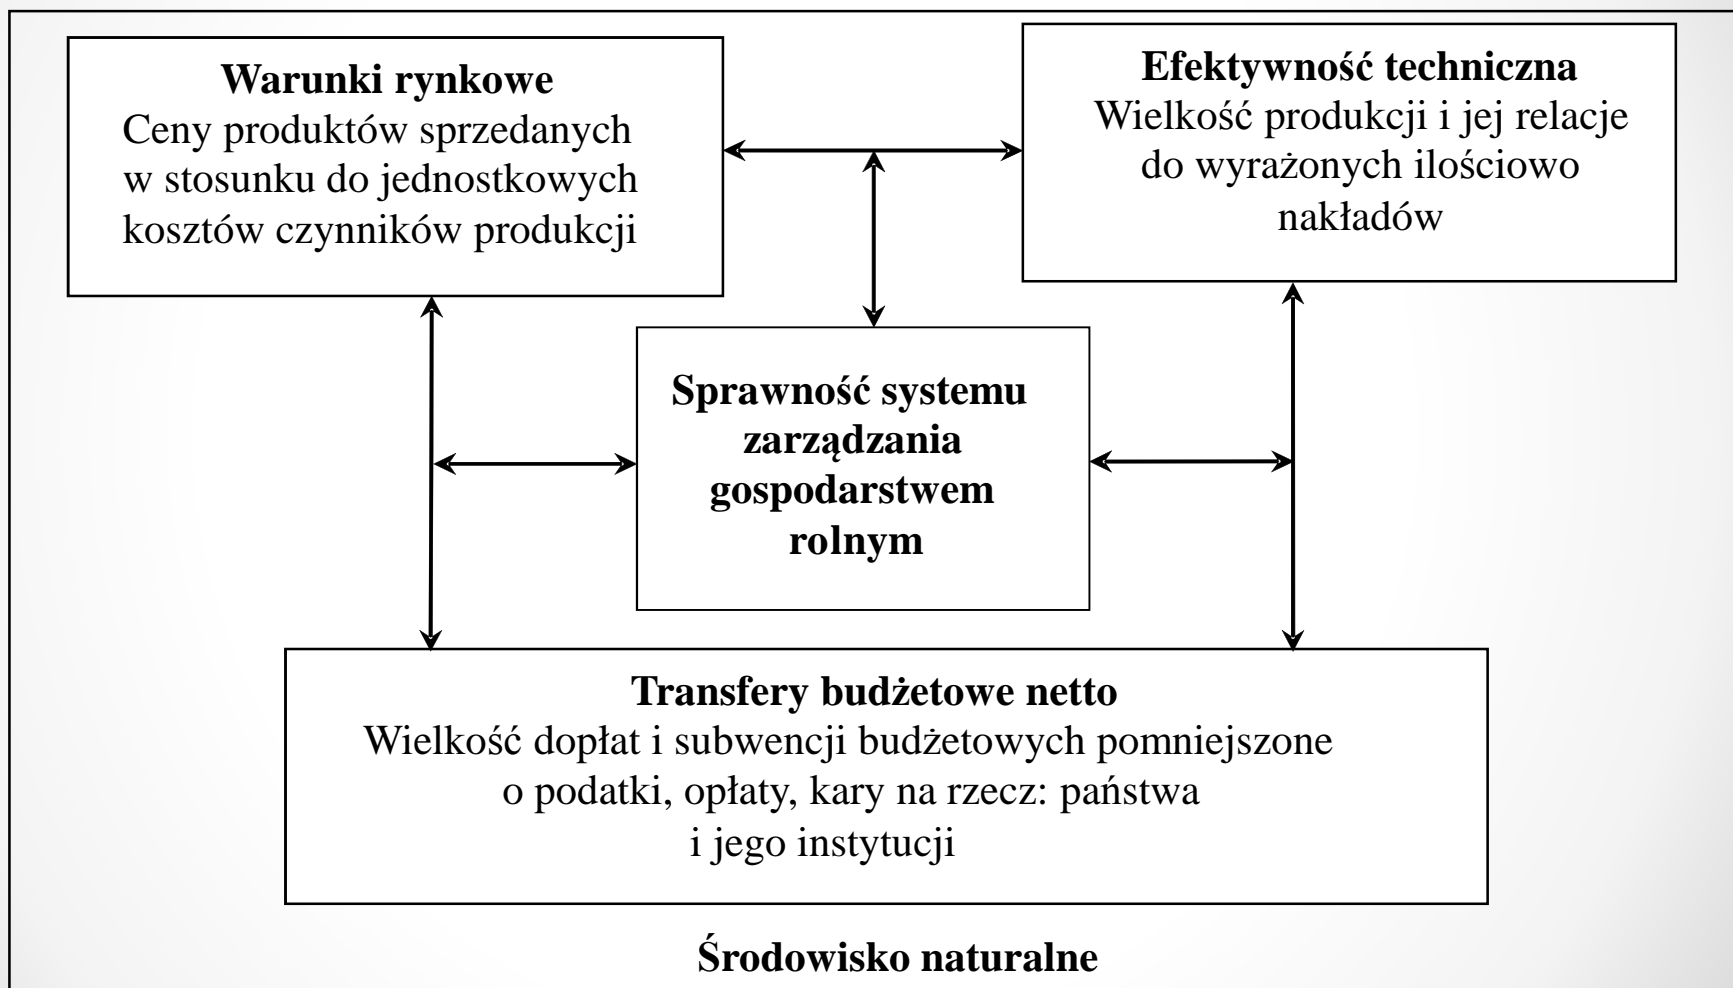 Warunki rynkowe
Ceny produktów sprzedanych
w stosunku do jednostkowych
kosztów czynników produkcji
Efektywność techniczna
Wielkość produkcji i jej relacje
do wyrażonych ilościowo
nakładów
Sprawność systemu
zarządzania
gospodarstwem
rolnym
Transfery budżetowe netto
Wielkość dopłat i subwencji budżetowych pomniejszone
o podatki, opłaty, kary na rzecz: państwa
i jego instytucji
Środowisko naturalne